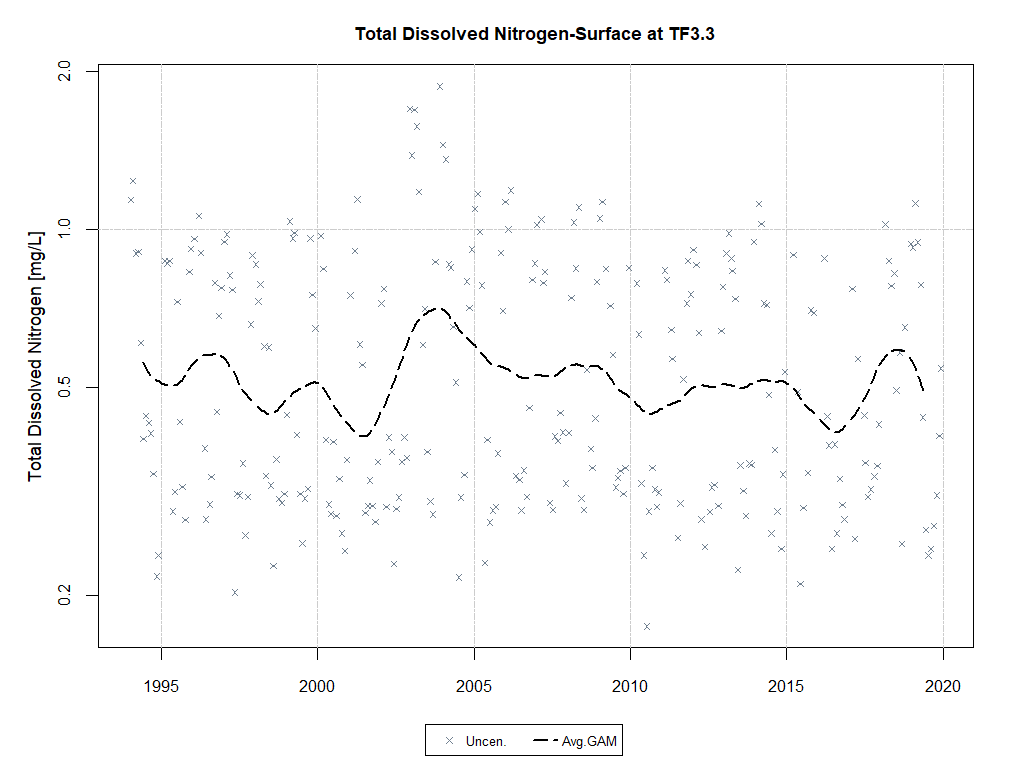 Total Dissolved Nitrogen-Surface at TF3.3
Total Dissolved Nitrogen [mg/L]
2.0
1.0
0.5
0.2
1995 2000 2005 2010 2015 2020
Uncen. Avg.GAM